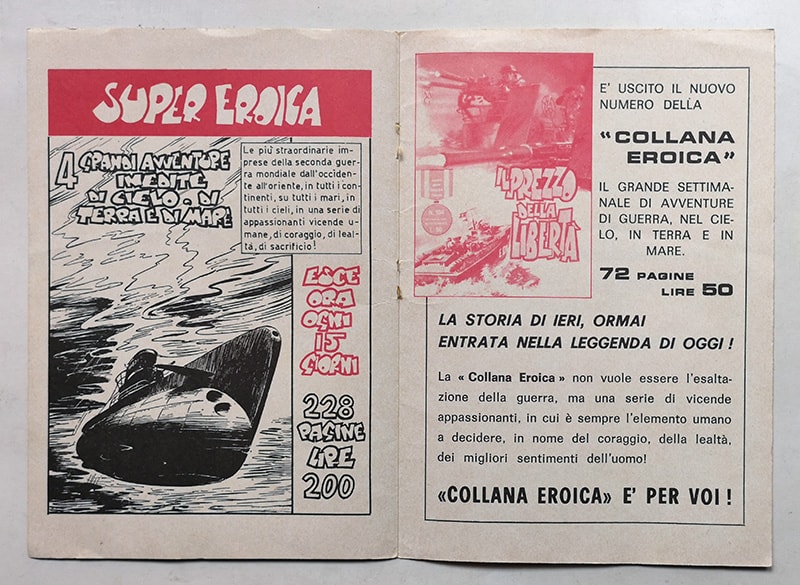 SUPER EROICA
4 GRANDI AVVENTURE
INEDITE
DI CIELO DI
TERRA E DI MARE
Le più straordinarie im-
prese della seconda guer-
ra mondiale dall'occiden-
te all'oriente, in tutti i con-
tinenti, su tutti i mari, in
tutti i cieli, in una serie di
appassionanti vicende u-
mane, di coraggio, di leal-
tà, di sacrificio!
ESCE
ORA
OGNI
15
GIORNI
228
PAGINE
LIRE
200
IL PREZZO
DELLA
LIBERTÀ
E' USCITO IL NUOVO
NUMERO DELLA
"COLLANA
EROICA"
IL GRANDE SETTIMA-
NALE DI AVVENTURE
DI GUERRA, NEL CIE-
LO, IN TERRA E IN
MARE.
72 PAGINE
LIRE 50
LA STORIA DI IERI, ORMAI
ENTRATA NELLA LEGGENDA DI OGGI !
La « Collana Eroica » non vuole essere l'esalta-
zione della guerra, ma una serie di vicende
appassionanti, in cui è sempre l'elemento umano
a decidere, in nome del coraggio, della lealtà,
dei migliori sentimenti dell'uomo!
«COLLANA EROICA» E' PER VOI !